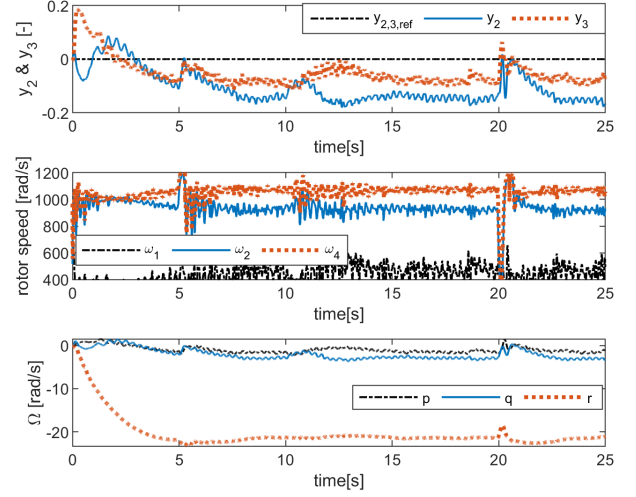 0.2
y2,3,ref y2 y3
0
-0.2
y2 & y3 [-]
0 5 10 15 20 25
time[s]
1200
1000
800
600
400
rotor speed [rad/s]
ω1 ω2 ω4
0 5 10 15 20 25
time[s]
0
-10
-20
Ω [rad/s]
p q r
0 5 10 15 20 25
time[s]